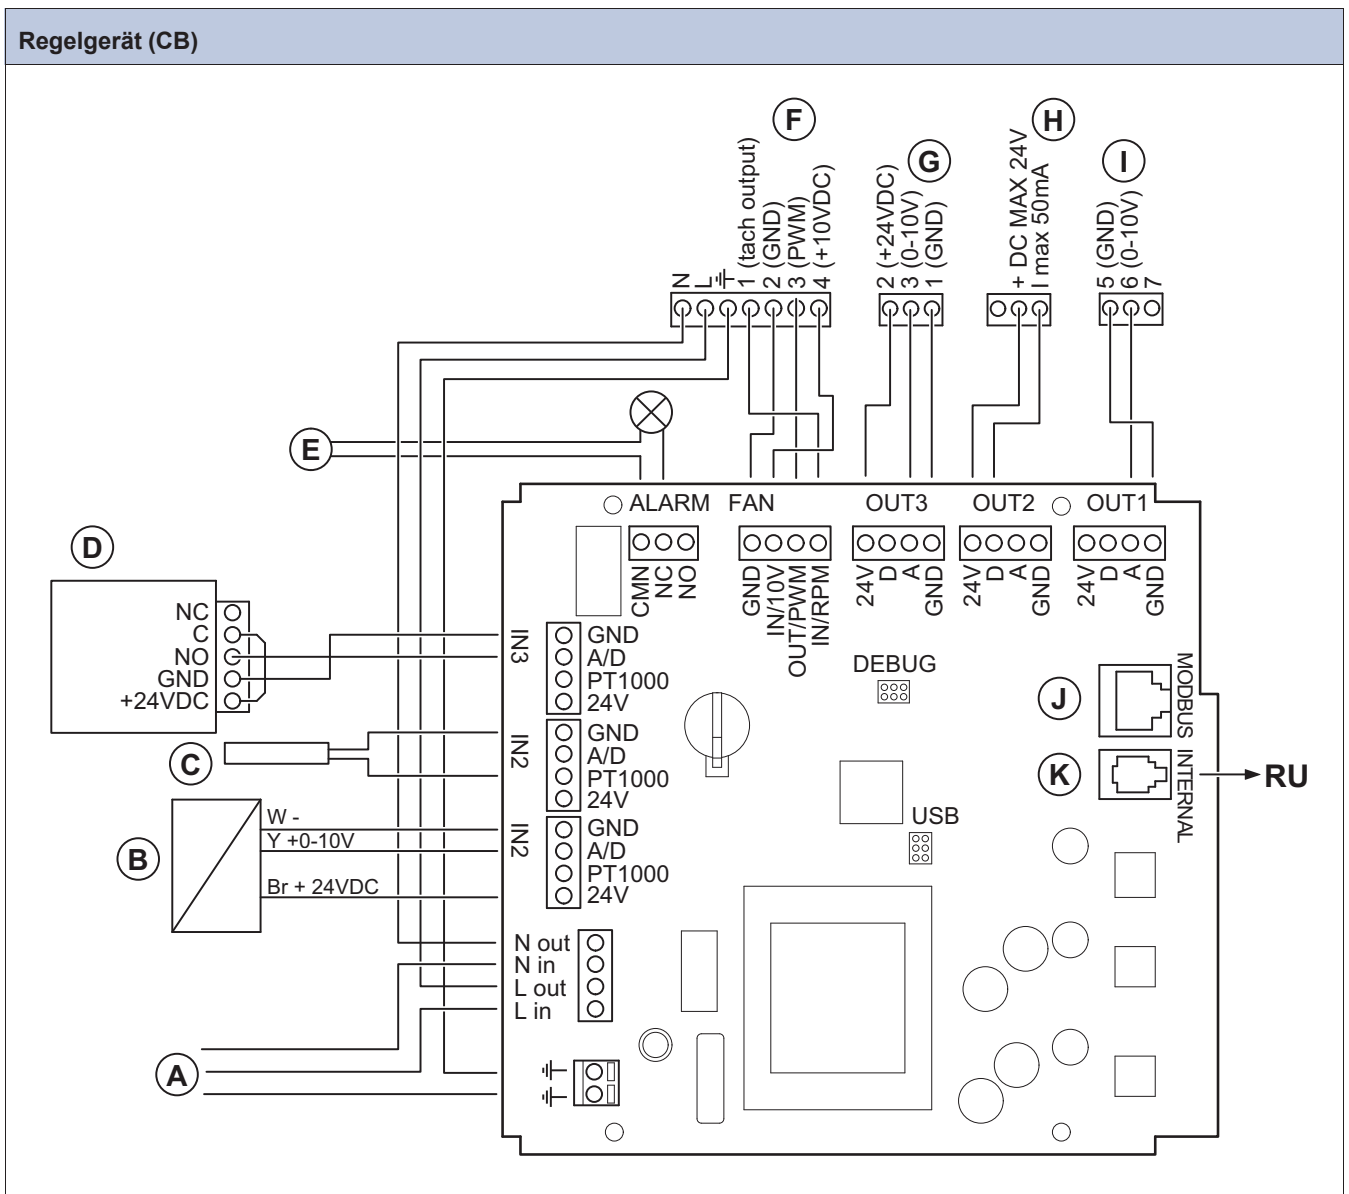 Regelgerät (CB)
F
G
H
I
N
L
1 (tach output)
2 (GND)
3 (PWM)
4 (+10VDC)
2 (+24VDC)
3 (0-10V)
1 (GND)
+ DC MAX 24V
I max 50mA
5 (GND)
6 (0-10V)
7
E
ALARM
FAN
OUT3
OUT2
OUT1
CMN
NC
NO
GND
IN/10V
OUT/PWM
IN/RPM
24V
D
A
GND
24V
D
A
GND
24V
D
A
GND
D
NC
C
NO
GND
+24VDC
IN3
GND
A/D
PT1000
24V
DEBUG
J
MODBUS
C
IN2
GND
A/D
PT1000
24V
K
INTERNAL
RU
USB
B
W -
Y +0-10V
Br + 24VDC
IN2
GND
A/D
PT1000
24V
N out
N in
L out
L in
A